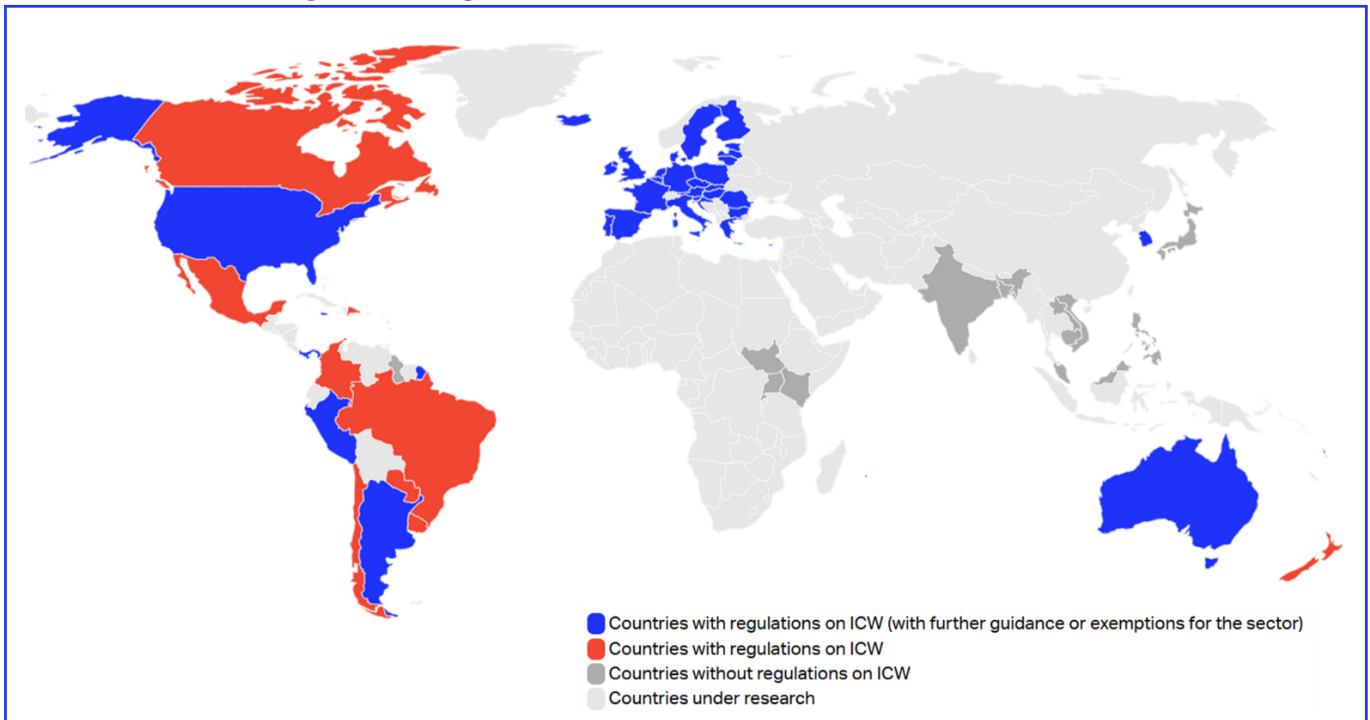 Countries with regulations on ICW (with further guidance or exemptions for the sector)
Countries with regulations on ICW
Countries without regulations on ICW
Countries under research